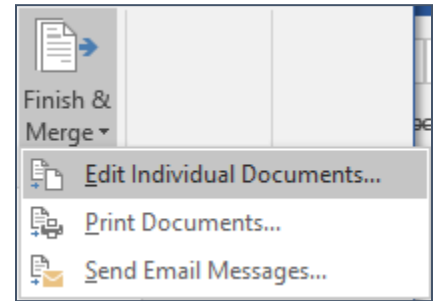 Finish &
Merge
Edit Individual Documents...
Print Documents...
Send Email Messages...